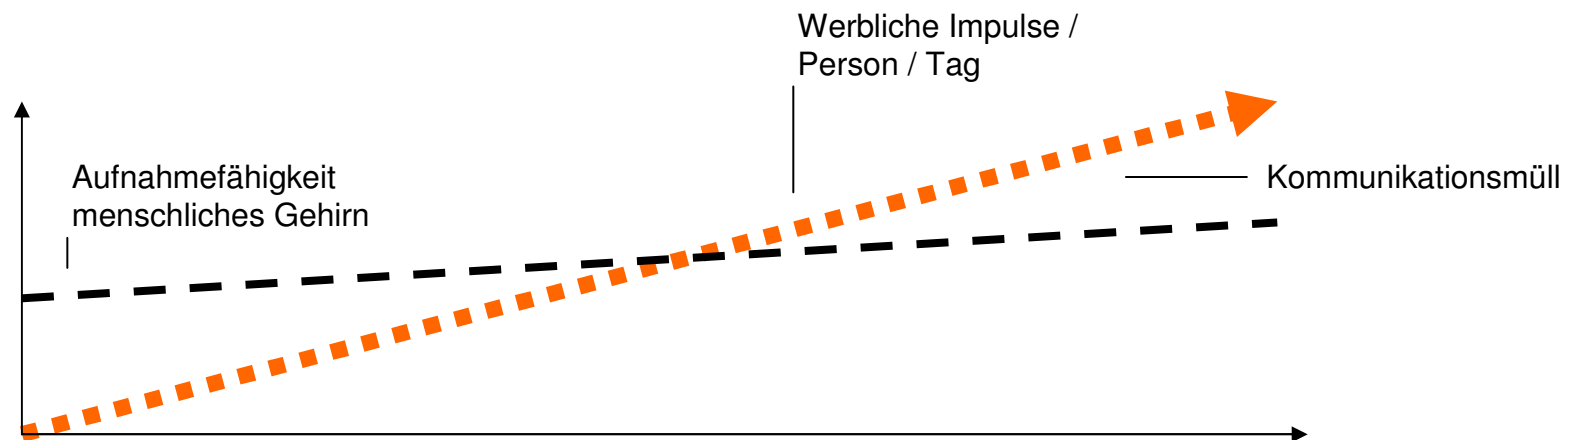 Werbliche Impulse /
Person / Tag
Aufnahmefähigkeit
menschliches Gehirn
Kommunikationsmüll